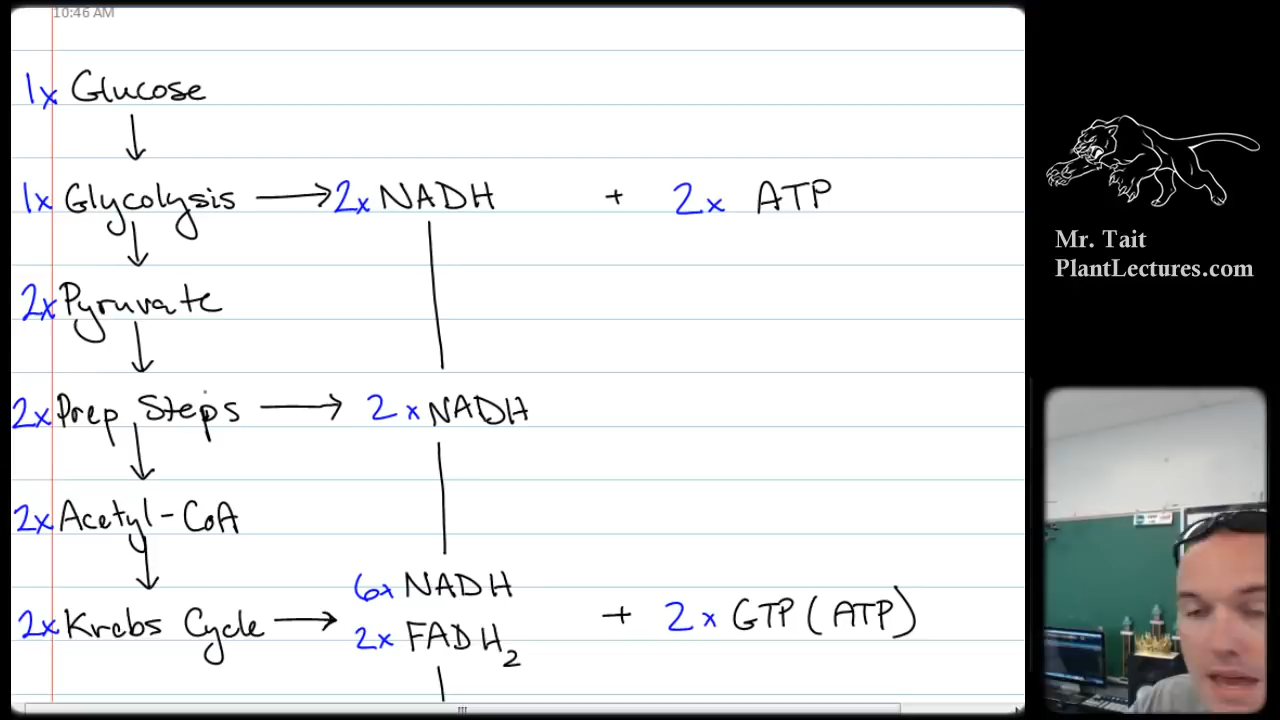 10:46 AM
1x Glucose
1x Glycolysis → 2x NADH + 2x ATP
2x Pyruvate
2x Prep Steps → 2x NADH
2x Acetyl-CoA
6x NADH
2x Krebs Cycle → 2x FADH2 + 2x GTP (ATP)
Mr. Tait
PlantLectures.com